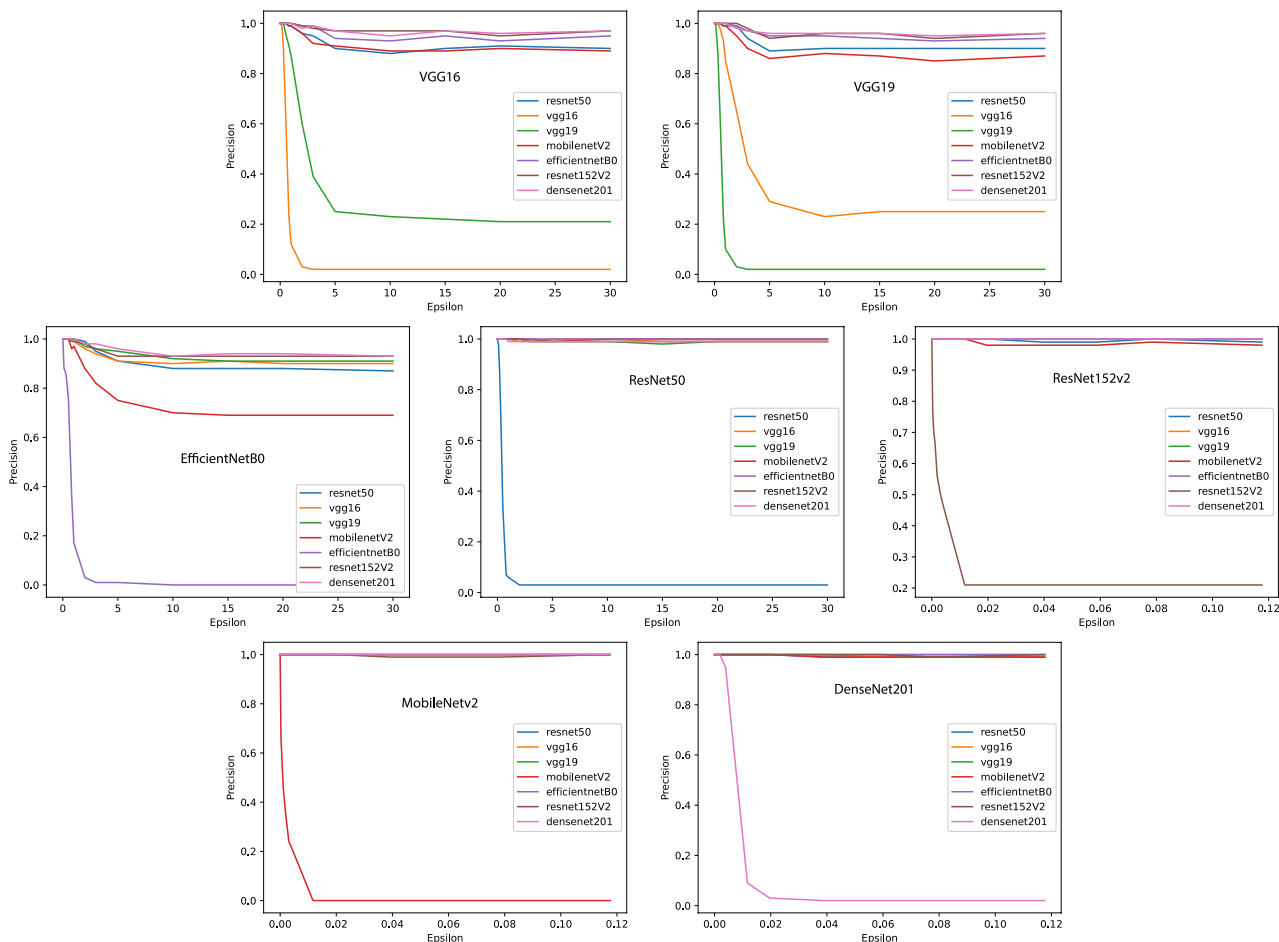 VGG16
Precision
1.0
0.8
0.6
0.4
0.2
0.0
0
5
10
15
20
25
30
Epsilon
resnet50
vgg16
vgg19
mobilenetV2
efficientnetB0
resnet152V2
densenet201
VGG19
Precision
1.0
0.8
0.6
0.4
0.2
0.0
0
5
10
15
20
25
30
Epsilon
resnet50
vgg16
vgg19
mobilenetV2
efficientnetB0
resnet152V2
densenet201
EfficientNetB0
Precision
1.0
0.8
0.6
0.4
0.2
0.0
0
5
10
15
20
25
30
Epsilon
resnet50
vgg16
vgg19
mobilenetV2
efficientnetB0
resnet152V2
densenet201
ResNet50
Precision
1.0
0.8
0.6
0.4
0.2
0.0
0
5
10
15
20
25
30
Epsilon
resnet50
vgg16
vgg19
mobilenetV2
efficientnetB0
resnet152V2
densenet201
ResNet152v2
Precision
1.0
0.9
0.8
0.7
0.6
0.5
0.4
0.3
0.2
0.00
0.02
0.04
0.06
0.08
0.10
0.12
Epsilon
resnet50
vgg16
vgg19
mobilenetV2
efficientnetB0
resnet152V2
densenet201
MobileNetv2
Precision
1.0
0.8
0.6
0.4
0.2
0.0
0.00
0.02
0.04
0.06
0.08
0.10
0.12
Epsilon
resnet50
vgg16
vgg19
mobilenetV2
efficientnetB0
resnet152V2
densenet201
DenseNet201
Precision
1.0
0.8
0.6
0.4
0.2
0.0
0.00
0.02
0.04
0.06
0.08
0.10
0.12
Epsilon
resnet50
vgg16
vgg19
mobilenetV2
efficientnetB0
resnet152V2
densenet201